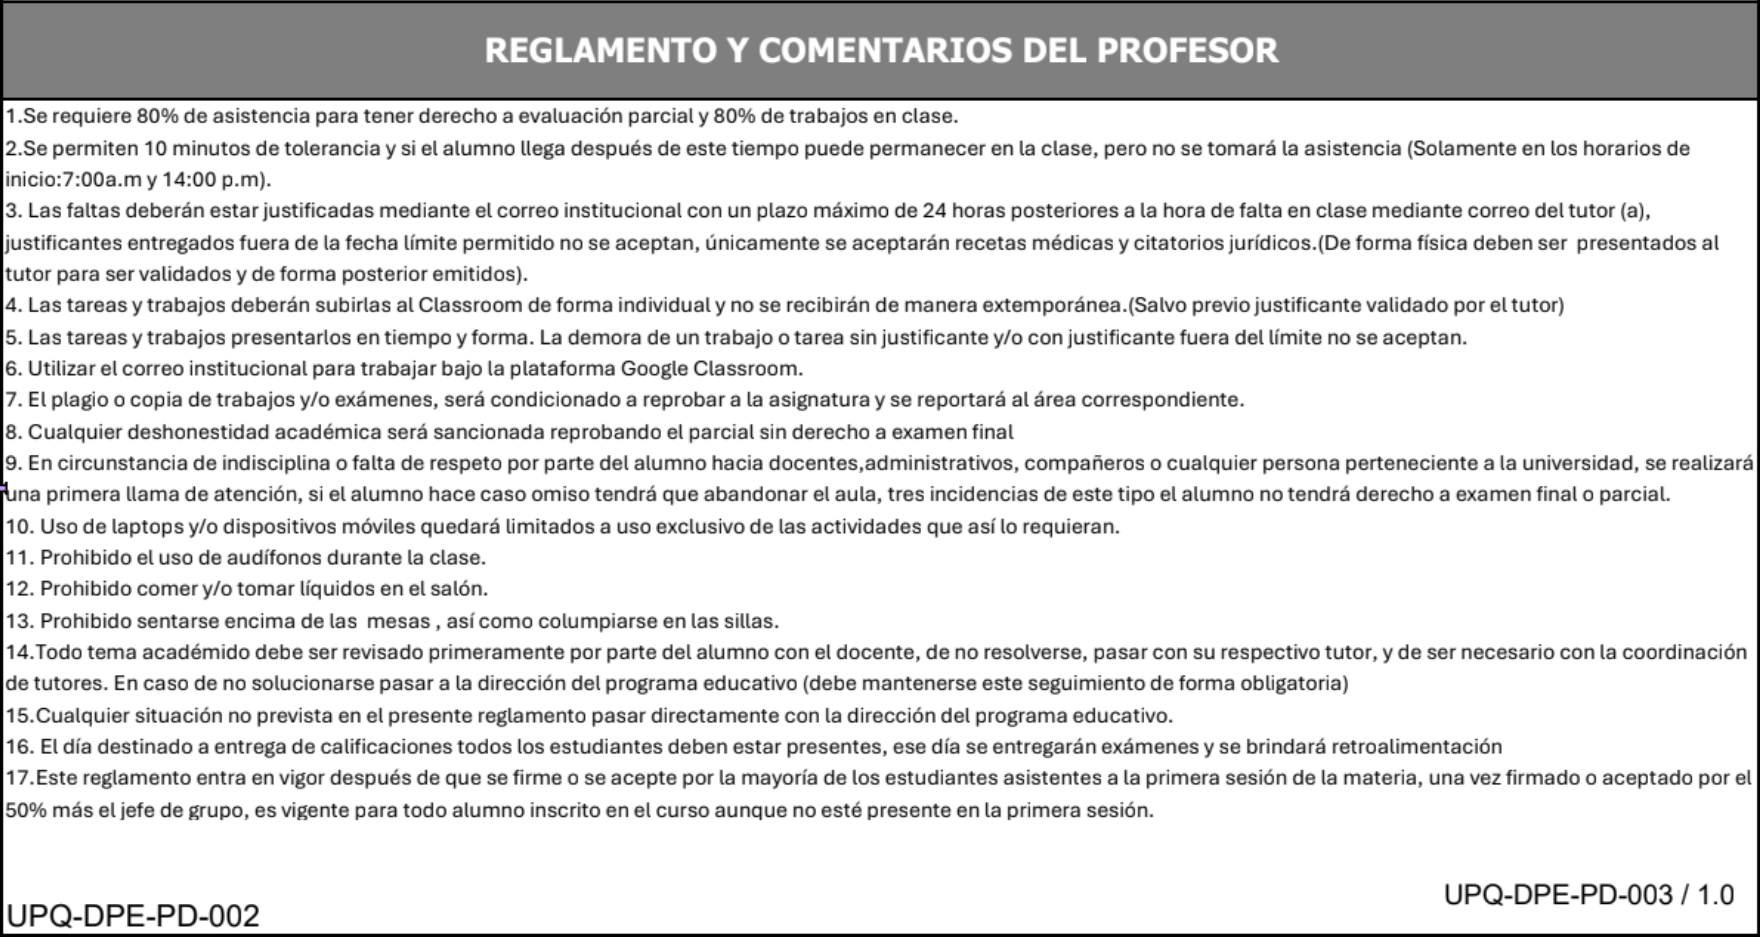 REGLAMENTO Y COMENTARIOS DEL PROFESOR
1.Se requiere 80% de asistencia para tener derecho a evaluación parcial y 80% de trabajos en clase.
2.Se permiten 10 minutos de tolerancia y si el alumno llega después de este tiempo puede permanecer en la clase, pero no se tomará la asistencia (Solamente en los horarios de
inicio:7:00a.m y 14:00 p.m).
3. Las faltas deberán estar justificadas mediante el correo institucional con un plazo máximo de 24 horas posteriores a la hora de falta en clase mediante correo del tutor (a),
justificantes entregados fuera de la fecha límite permitido no se aceptan, únicamente se aceptarán recetas médicas y citatorios jurídicos.(De forma física deben ser  presentados al
tutor para ser validados y de forma posterior emitidos).
4. Las tareas y trabajos deberán subirlas al Classroom de forma individual y no se recibirán de manera extemporánea.(Salvo previo justificante validado por el tutor)
5. Las tareas y trabajos presentarlos en tiempo y forma. La demora de un trabajo o tarea sin justificante y/o con justificante fuera del límite no se aceptan.
6. Utilizar el correo institucional para trabajar bajo la plataforma Google Classroom.
7. El plagio o copia de trabajos y/o exámenes, será condicionado a reprobar a la asignatura y se reportará al área correspondiente.
8. Cualquier deshonestidad académica será sancionada reprobando el parcial sin derecho a examen final
9. En circunstancia de indisciplina o falta de respeto por parte del alumno hacia docentes,administrativos, compañeros o cualquier persona perteneciente a la universidad, se realizará
una primera llama de atención, si el alumno hace caso omiso tendrá que abandonar el aula, tres incidencias de este tipo el alumno no tendrá derecho a examen final o parcial.
10. Uso de laptops y/o dispositivos móviles quedará limitados a uso exclusivo de las actividades que así lo requieran.
11. Prohibido el uso de audífonos durante la clase.
12. Prohibido comer y/o tomar líquidos en el salón.
13. Prohibido sentarse encima de las  mesas , así como columpiarse en las sillas.
14.Todo tema académido debe ser revisado primeramente por parte del alumno con el docente, de no resolverse, pasar con su respectivo tutor, y de ser necesario con la coordinación
de tutores. En caso de no solucionarse pasar a la dirección del programa educativo (debe mantenerse este seguimiento de forma obligatoria)
15.Cualquier situación no prevista en el presente reglamento pasar directamente con la dirección del programa educativo.
16. El día destinado a entrega de calificaciones todos los estudiantes deben estar presentes, ese día se entregarán exámenes y se brindará retroalimentación
17.Este reglamento entra en vigor después de que se firme o se acepte por la mayoría de los estudiantes asistentes a la primera sesión de la materia, una vez firmado o aceptado por el
50% más el jefe de grupo, es vigente para todo alumno inscrito en el curso aunque no esté presente en la primera sesión.
UPQ-DPE-PD-003 / 1.0
UPQ-DPE-PD-002